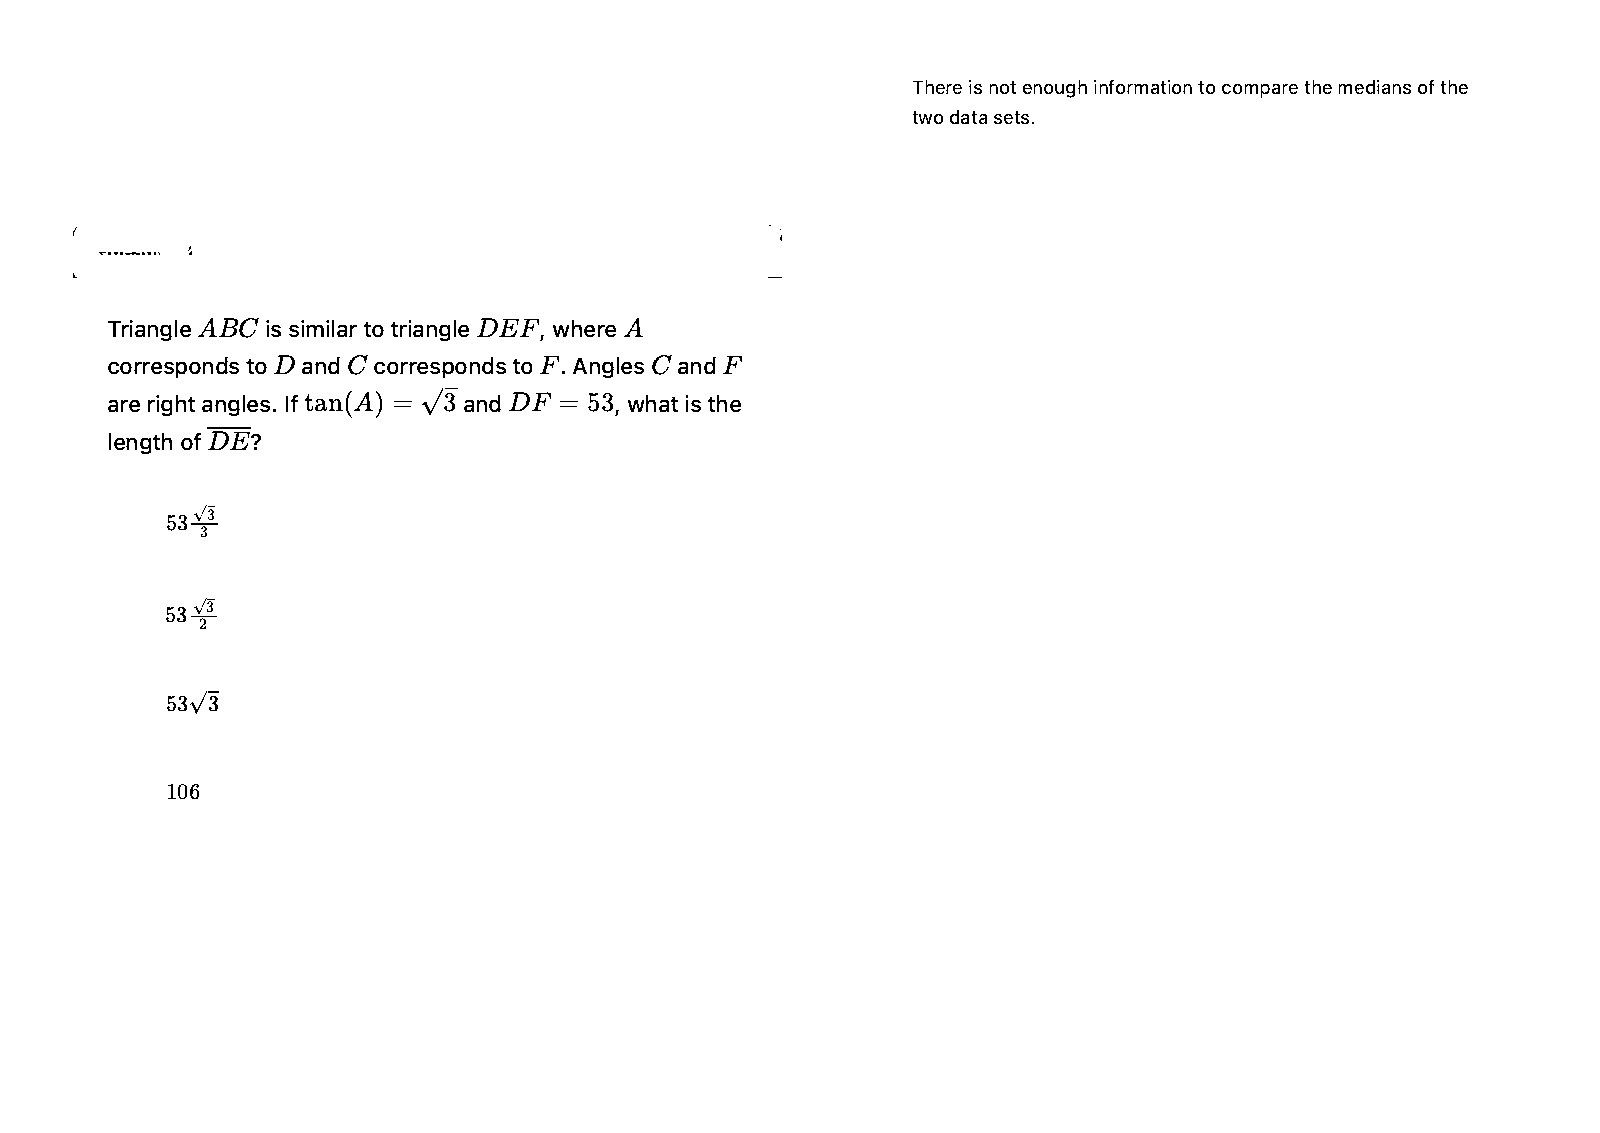 Triangle ABC is similar to triangle DEF, where A
corresponds to D and C corresponds to F. Angles C and F
are right angles. If tan(A) = √3 and DF = 53, what is the
length of D̅E̅?
53 √3/3
53 √3/2
53√3
106
There is not enough information to compare the medians of the
two data sets.